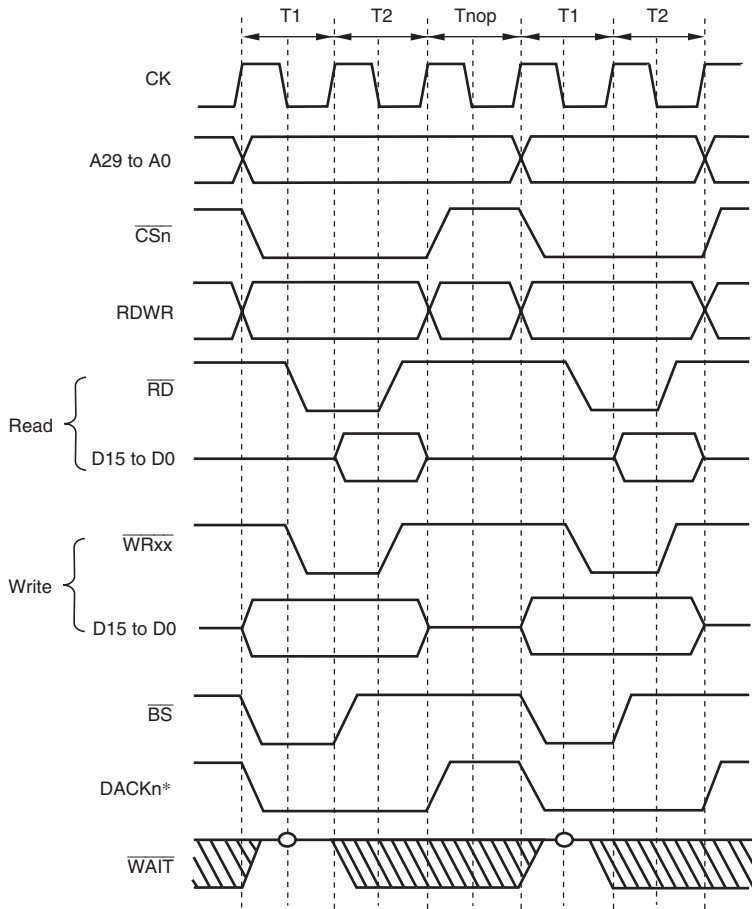 T1 T2 Tnop T1 T2
CK
A29 to A0
CSn
RDWR
RD
Read
D15 to D0
WRxx
Write
D15 to D0
BS
DACKn*
WAIT